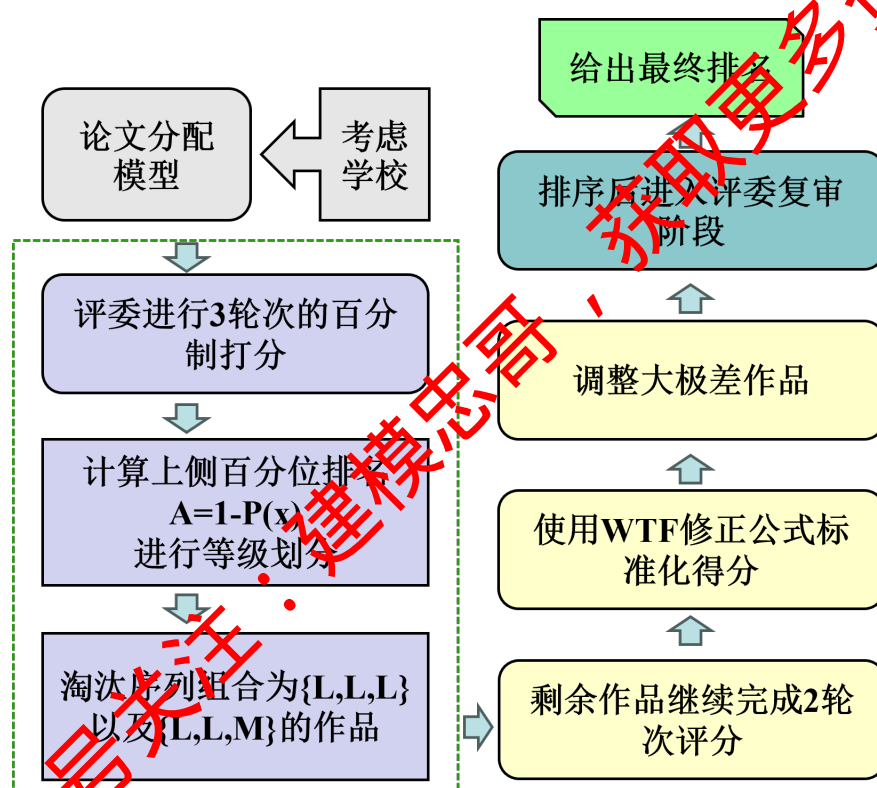 论文分配
模型
考虑
学校
评委进行3轮次的百分
制打分
计算上侧百分位排名
A=1-P(x)
进行等级划分
淘汰序列组合为{L,L,L}
以及{L,L,M}的作品
剩余作品继续完成2轮
次评分
使用WTF修正公式标
准化得分
调整大极差作品
排序后进入评委复审
阶段
给出最终排名
号关注：建模忠哥，获取更多